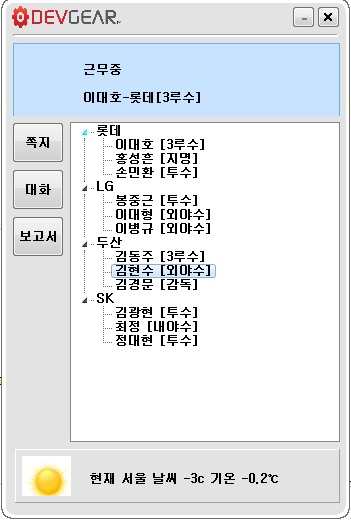 DEVGEAR
근무중
이대호-롯데[3루수]
쪽지
대화
보고서
롯데
이대호 [3루수]
홍성흔 [지명]
손민환 [투수]
LG
봉중근 [투수]
이대형 [외야수]
이병규 [외야수]
두산
김동주 [3루수]
김현수 [외야수]
김경문 [감독]
SK
김광현 [투수]
최정 [내야수]
정대현 [투수]
현재 서울 날씨 -3c 기온 -0.2℃